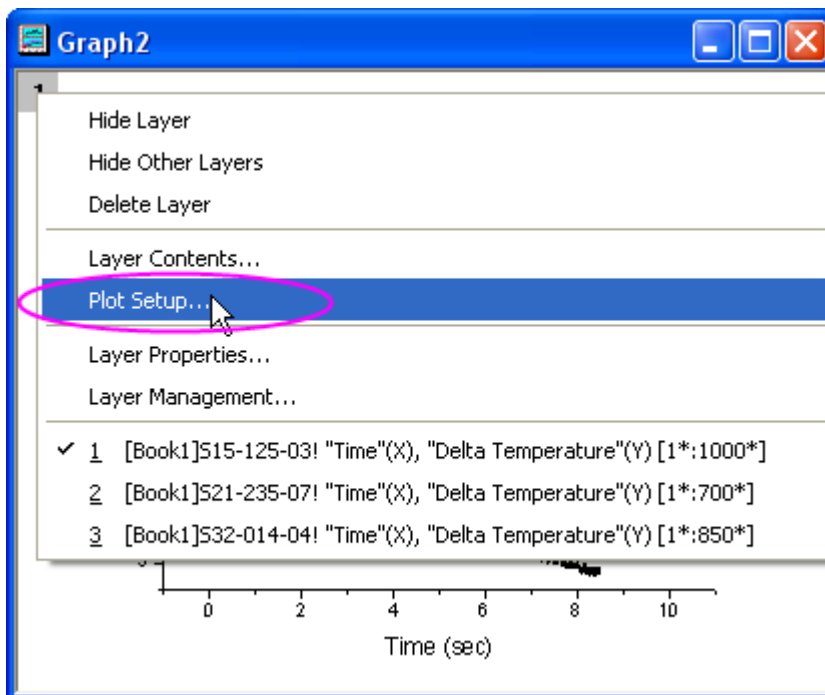 Graph2
1
Hide Layer
Hide Other Layers
Delete Layer
Layer Contents...
Plot Setup...
Layer Properties...
Layer Management...
1 [Book1]S15-125-03! "Time"(X), "Delta Temperature"(Y) [1*:1000*]
2 [Book1]S21-235-07! "Time"(X), "Delta Temperature"(Y) [1*:700*]
3 [Book1]S32-014-04! "Time"(X), "Delta Temperature"(Y) [1*:850*]
0 2 4 6 8 10
Time (sec)